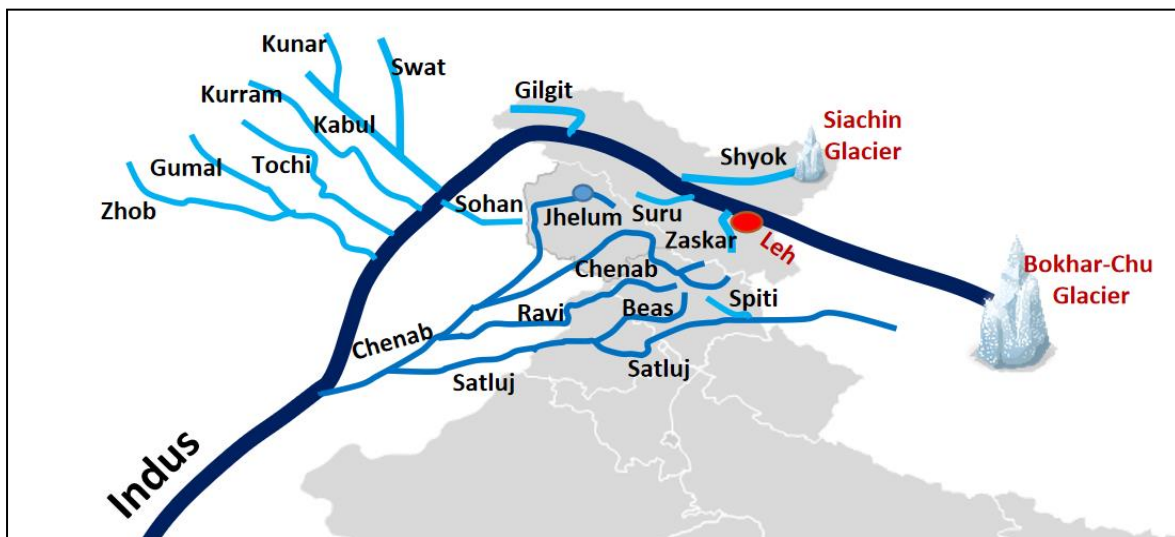 Kunar
Swat
Kurram
Kabul
Gilgit
Siachin
Glacier
Shyok
Gumal
Tochi
Zhob
Sohan
Jhelum
Suru
Zaskar
Leh
Bokhar-Chu
Glacier
Chenab
Spiti
Ravi
Beas
Chenab
Satluj
Satluj
Indus